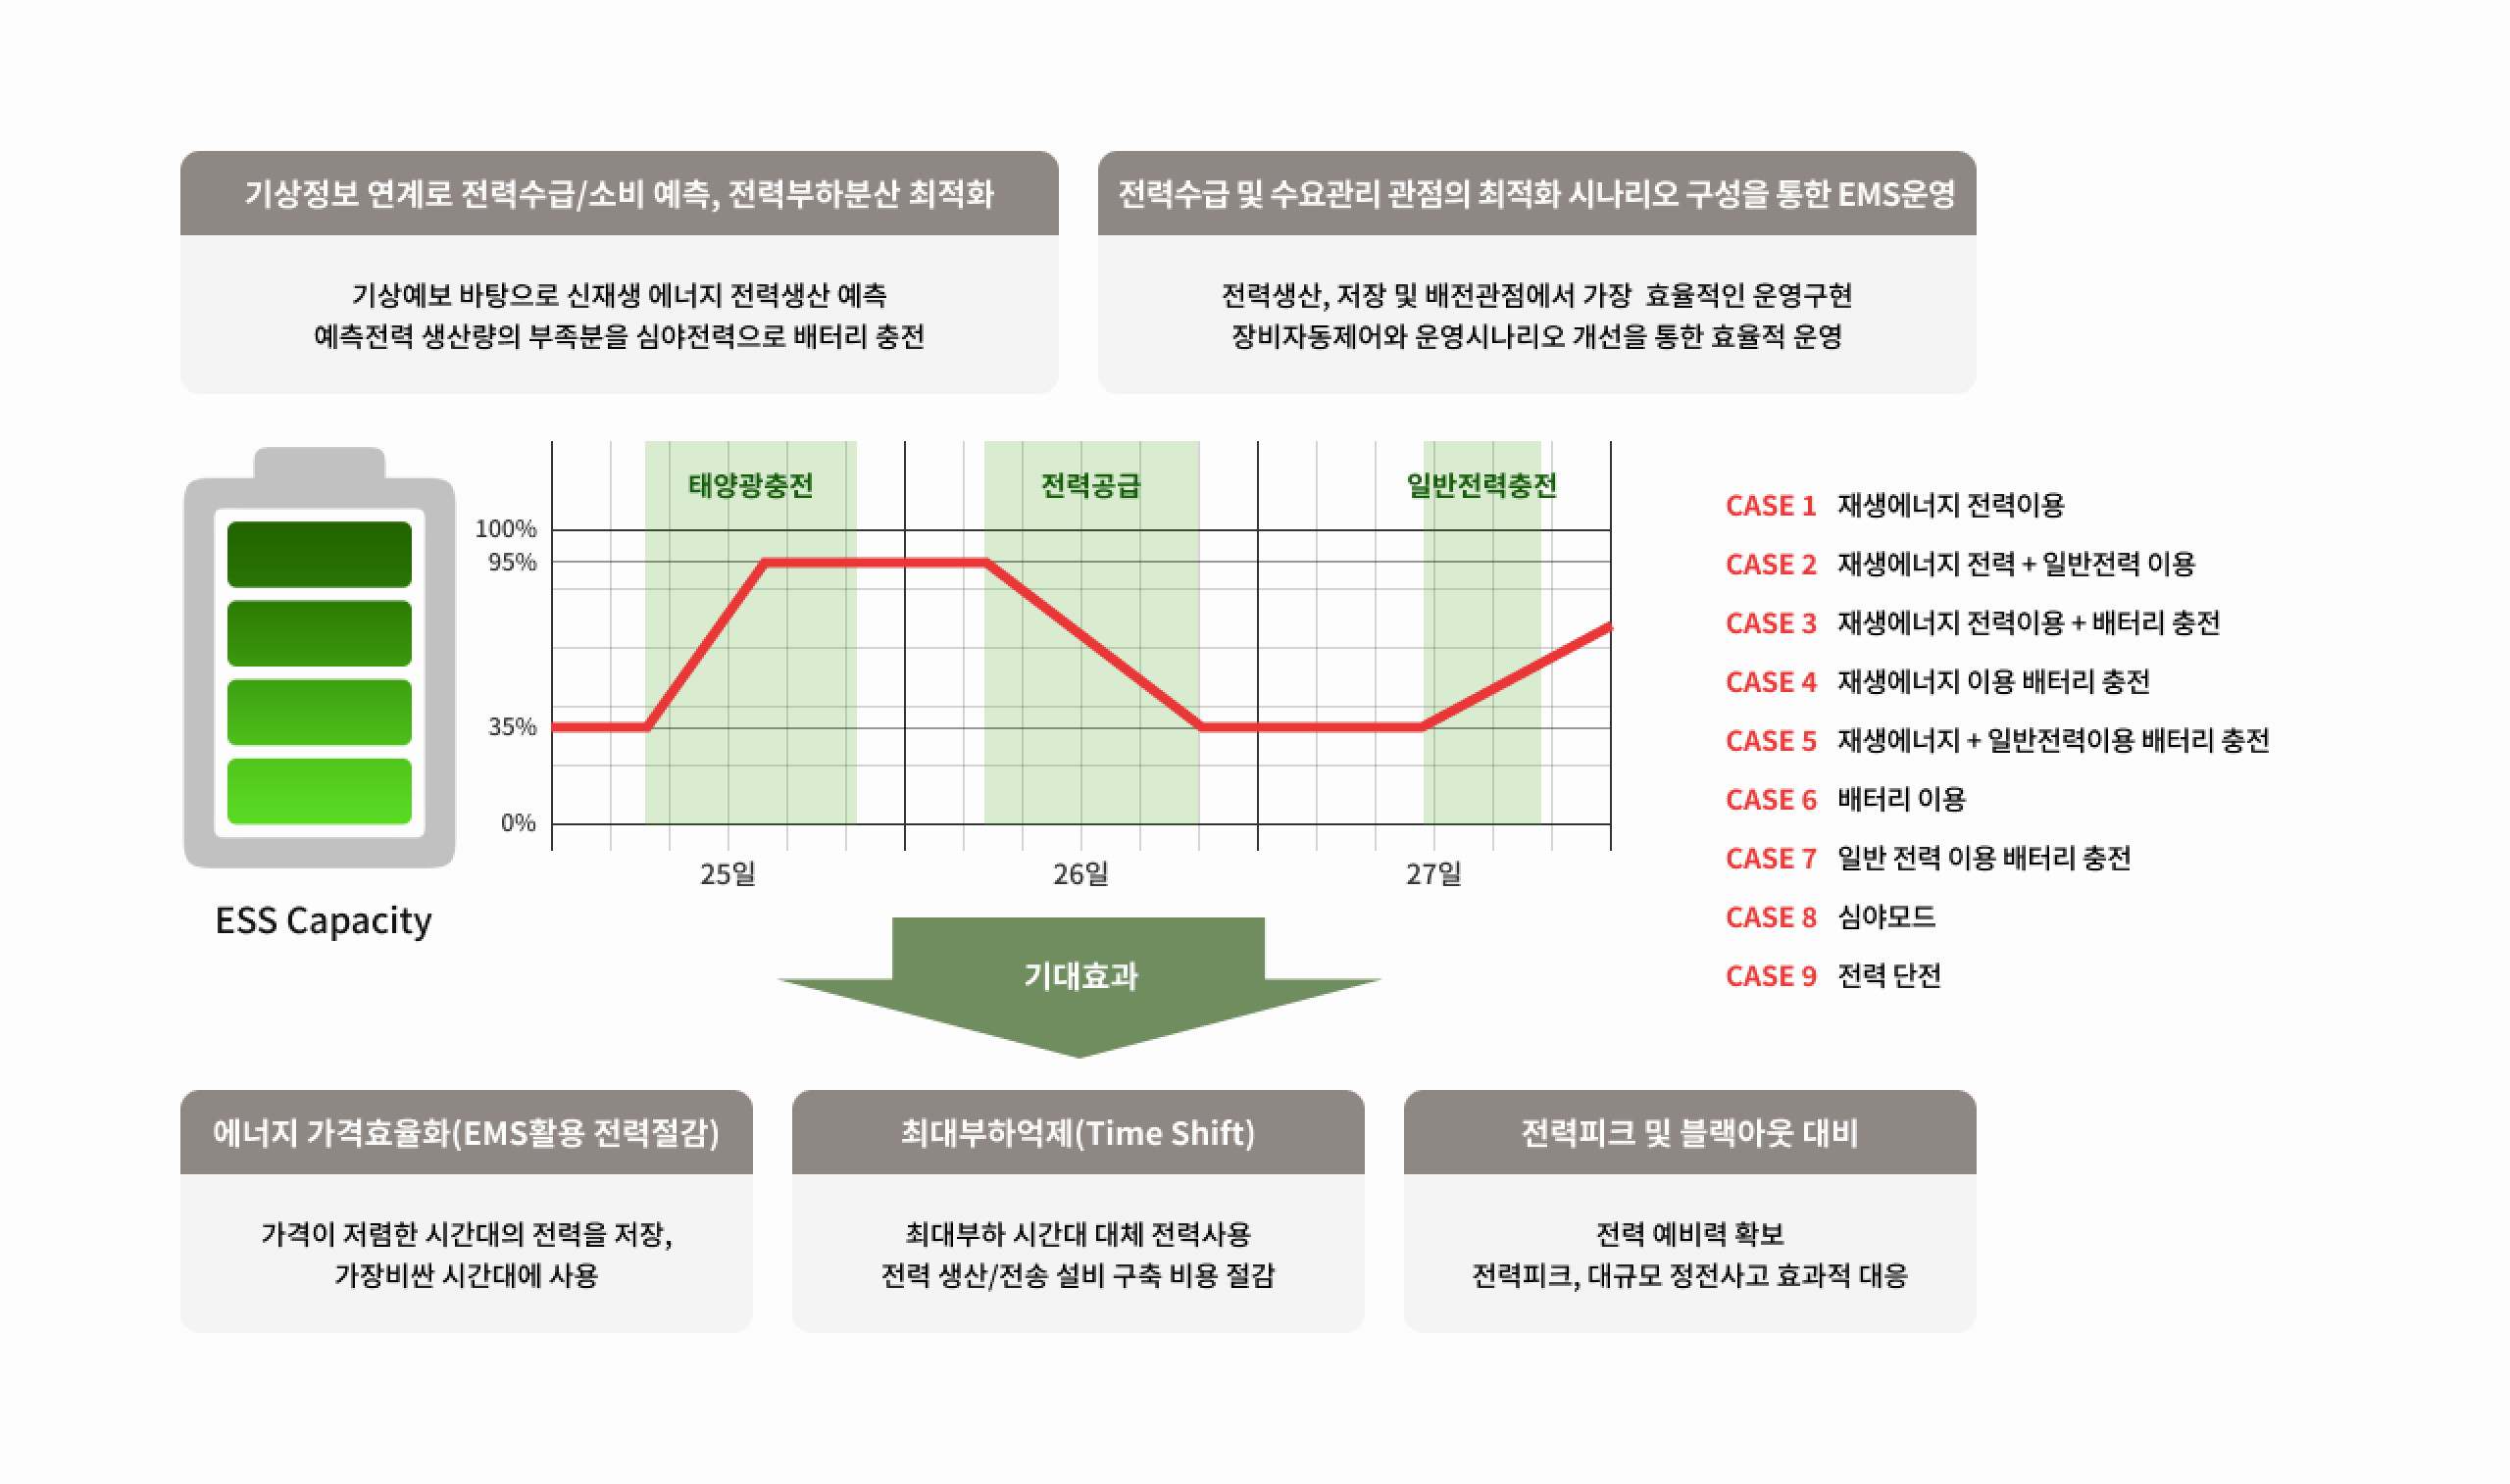 기상정보 연계로 전력수급/소비 예측, 전력부하분산 최적화
기상예보 바탕으로 신재생 에너지 전력생산 예측
예측전력 생산량의 부족분을 심야전력으로 배터리 충전
전력수급 및 수요관리 관점의 최적화 시나리오 구성을 통한 EMS운영
전력생산, 저장 및 배전관점에서 가장 효율적인 운영구현
장비자동제어와 운영시나리오 개선을 통한 효율적 운영
ESS Capacity
태양광충전
전력공급
일반전력충전
100%
95%
35%
0%
25일
26일
27일
CASE 1 재생에너지 전력이용
CASE 2 재생에너지 전력 + 일반전력 이용
CASE 3 재생에너지 전력이용 + 배터리 충전
CASE 4 재생에너지 이용 배터리 충전
CASE 5 재생에너지 + 일반전력이용 배터리 충전
CASE 6 배터리 이용
CASE 7 일반 전력 이용 배터리 충전
CASE 8 심야모드
CASE 9 전력 단전
기대효과
에너지 가격효율화(EMS활용 전력절감)
가격이 저렴한 시간대의 전력을 저장,
가장비싼 시간대에 사용
최대부하억제(Time Shift)
최대부하 시간대 대체 전력사용
전력 생산/전송 설비 구축 비용 절감
전력피크 및 블랙아웃 대비
전력 예비력 확보
전력피크, 대규모 정전사고 효과적 대응